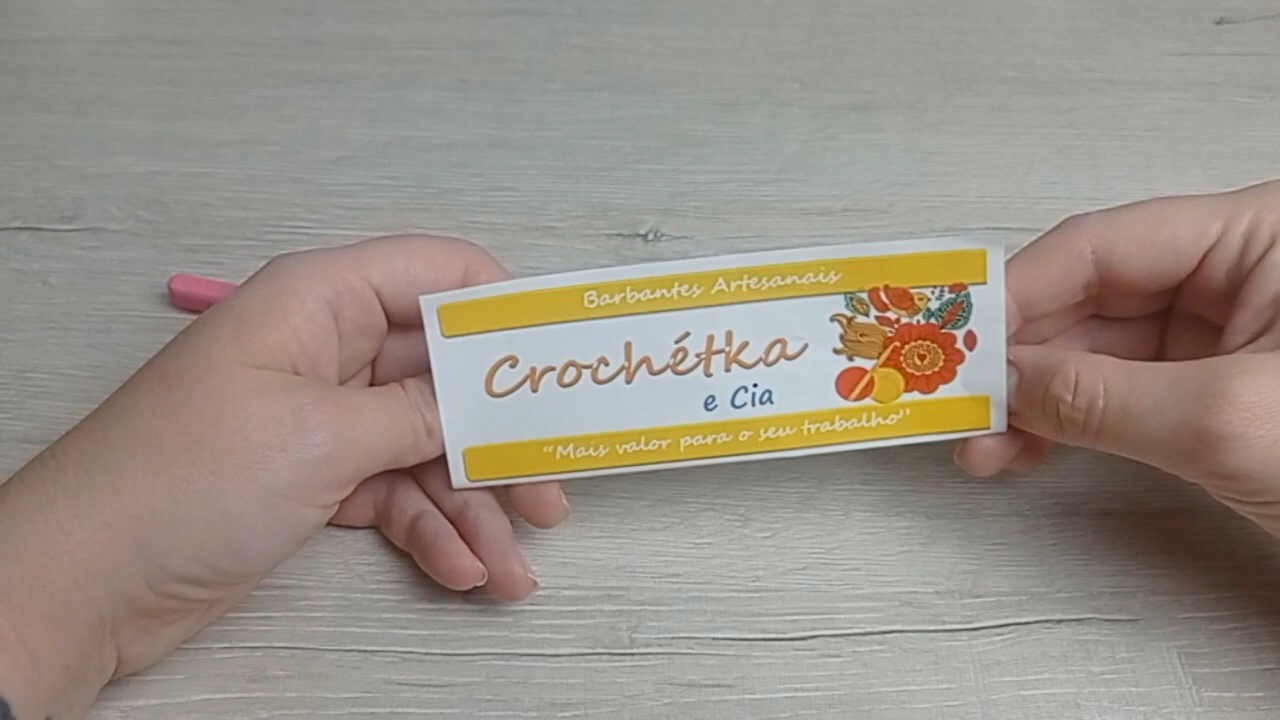 Barbantes Artesanais
Crochétka
e Cia
“Mais valor para o seu trabalho”